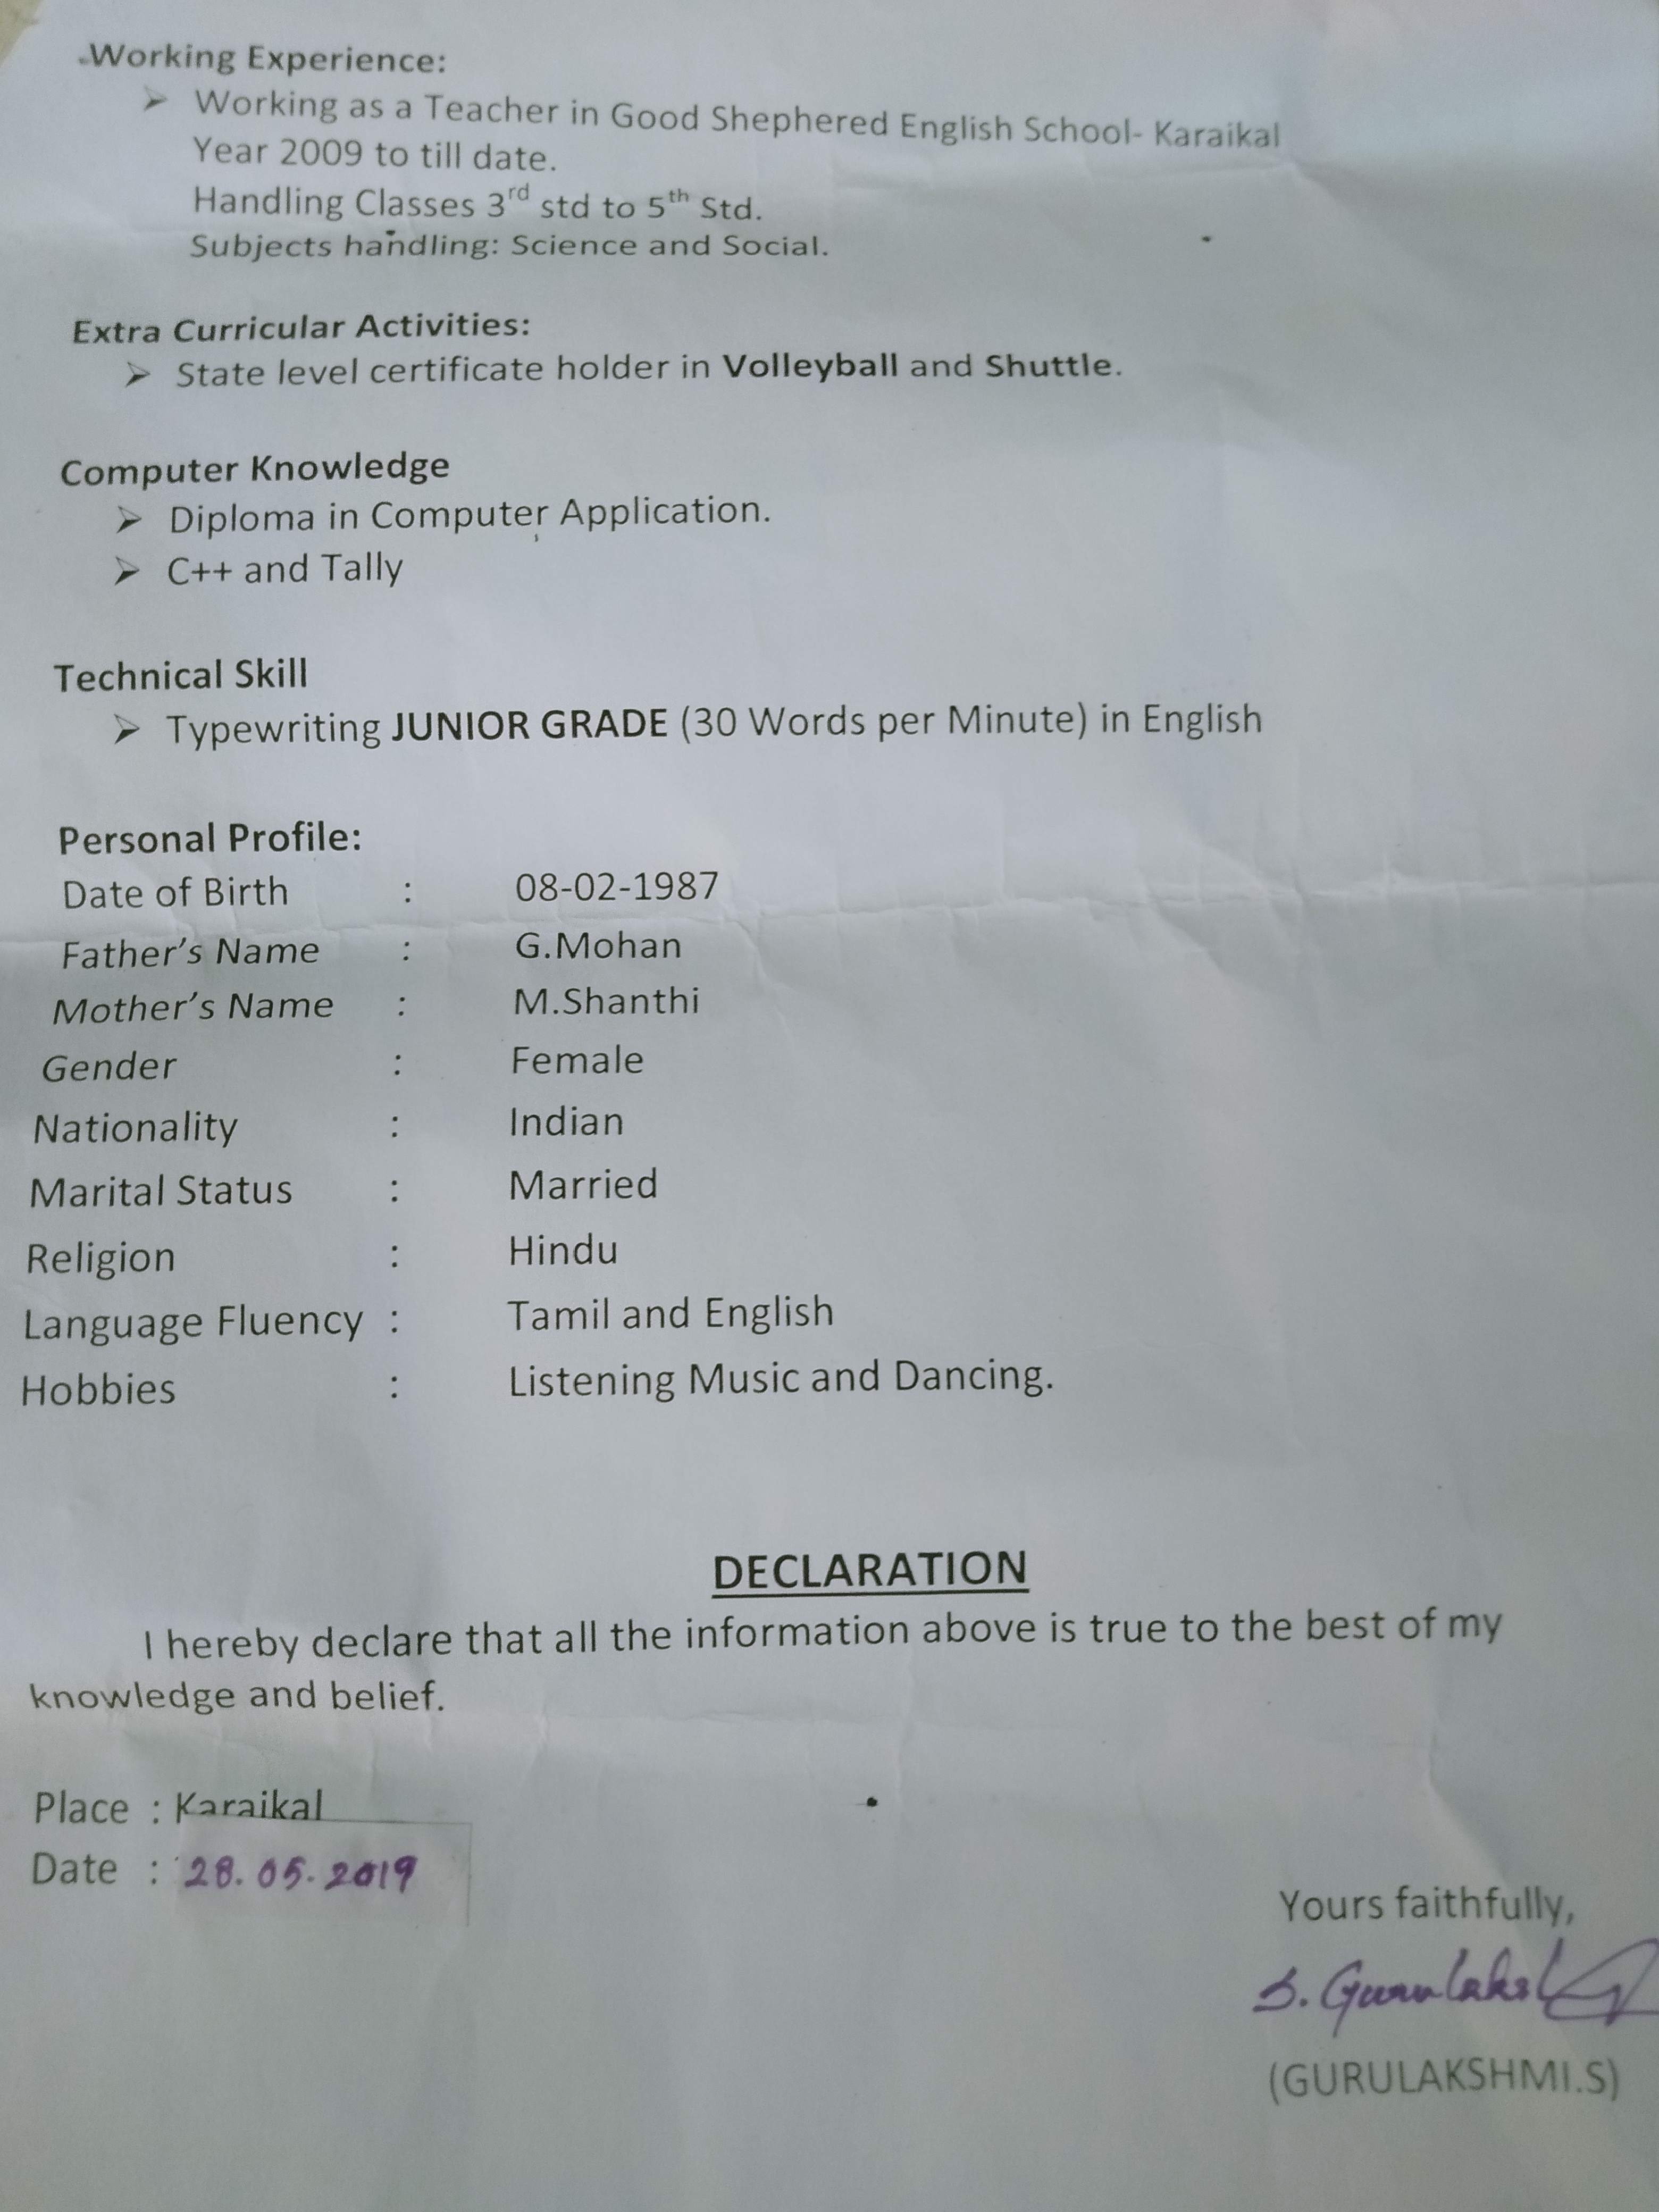 Working Experience:
➤ Working as a Teacher in Good Shephered English School- Karaikal
Year 2009 to till date.
Handling Classes 3rd std to 5th Std.
Subjects handling: Science and Social.
Extra Curricular Activities:
➤ State level certificate holder in Volleyball and Shuttle.
Computer Knowledge
➤ Diploma in Computer Application.
➤ C++ and Tally
Technical Skill
➤ Typewriting JUNIOR GRADE (30 Words per Minute) in English
Personal Profile:
Date of Birth : 08-02-1987
Father's Name : G.Mohan
Mother's Name : M.Shanthi
Gender : Female
Nationality : Indian
Marital Status : Married
Religion : Hindu
Language Fluency : Tamil and English
Hobbies : Listening Music and Dancing.
DECLARATION
I hereby declare that all the information above is true to the best of my
knowledge and belief.
Place : Karaikal
Date : 28.05.2019
Yours faithfully,
S. Gurulakshmi
(GURULAKSHMI.S)